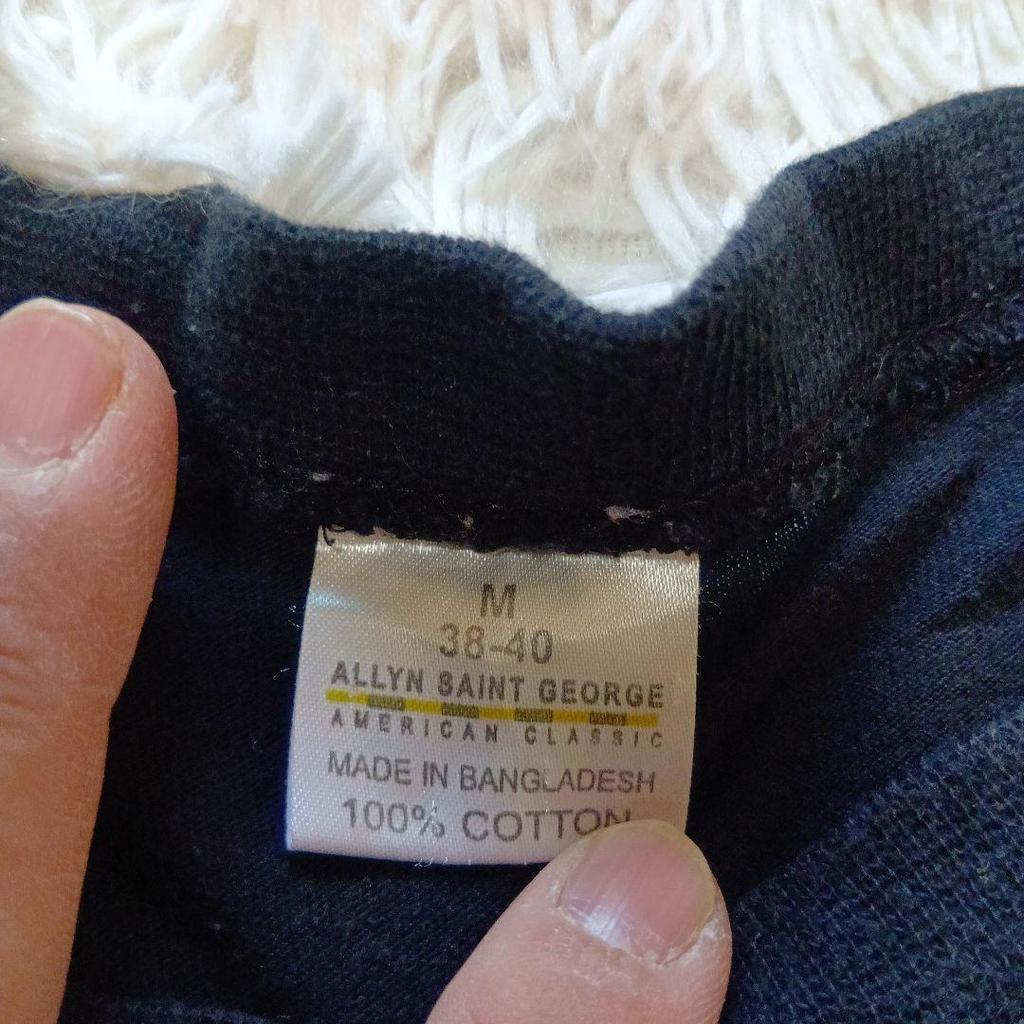 M
38-40
ALLYN SAINT GEORGE
AMERICAN CLASSIC
MADE IN BANGLADESH
100% COTTON